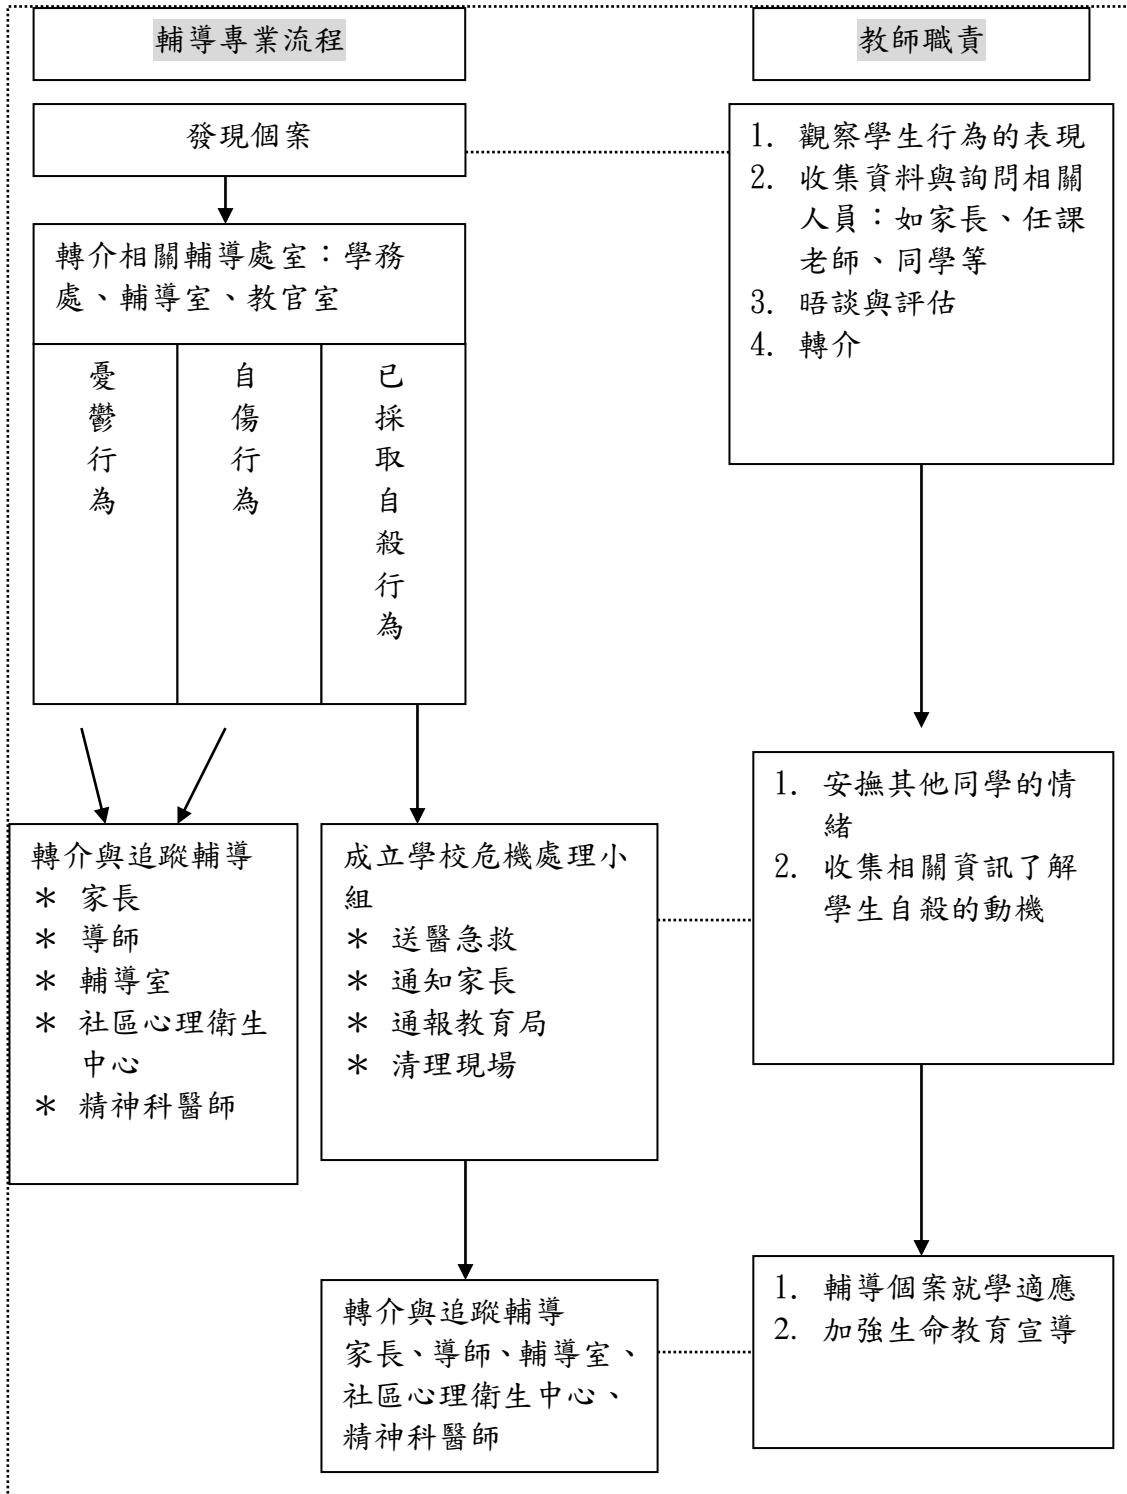 輔導專業流程
教師職責
發現個案
1. 觀察學生行為的表現
2. 收集資料與詢問相關
人員：如家長、任課
老師、同學等
3. 晤談與評估
4. 轉介
轉介相關輔導處室：學務
處、輔導室、教官室
憂鬱行為
自傷行為
已採取自殺行為
1. 安撫其他同學的情
緒
2. 收集相關資訊了解
學生自殺的動機
轉介與追蹤輔導
＊ 家長
＊ 導師
＊ 輔導室
＊ 社區心理衛生
中心
＊ 精神科醫師
成立學校危機處理小
組
＊ 送醫急救
＊ 通知家長
＊ 通報教育局
＊ 清理現場
轉介與追蹤輔導
家長、導師、輔導室、
社區心理衛生中心、
精神科醫師
1. 輔導個案就學適應
2. 加強生命教育宣導